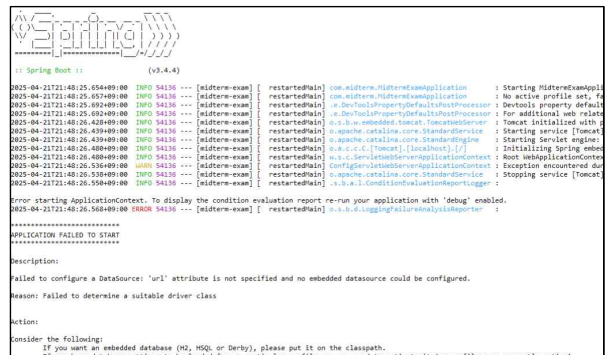 :: Spring Boot ::                (v3.4.4)
2025-04-21T21:48:25.654+09:00  INFO 54136 --- [midterm-exam] [  restartedMain] com.midterm.MidtermExamApplication       : Starting MidtermExamAppli
2025-04-21T21:48:25.657+09:00  INFO 54136 --- [midterm-exam] [  restartedMain] com.midterm.MidtermExamApplication       : No active profile set, fa
2025-04-21T21:48:25.692+09:00  INFO 54136 --- [midterm-exam] [  restartedMain] .e.DevToolsPropertyDefaultsPostProcessor : Devtools property default
2025-04-21T21:48:25.692+09:00  INFO 54136 --- [midterm-exam] [  restartedMain] .e.DevToolsPropertyDefaultsPostProcessor : For additional web relate
2025-04-21T21:48:26.428+09:00  INFO 54136 --- [midterm-exam] [  restartedMain] o.s.b.w.embedded.tomcat.TomcatWebServer  : Tomcat initialized with p
2025-04-21T21:48:26.439+09:00  INFO 54136 --- [midterm-exam] [  restartedMain] o.apache.catalina.core.StandardService   : Starting service [Tomcat]
2025-04-21T21:48:26.439+09:00  INFO 54136 --- [midterm-exam] [  restartedMain] o.apache.catalina.core.StandardEngine    : Starting Servlet engine:
2025-04-21T21:48:26.480+09:00  INFO 54136 --- [midterm-exam] [  restartedMain] o.a.c.c.C.[Tomcat].[localhost].[/]       : Initializing Spring embed
2025-04-21T21:48:26.480+09:00  INFO 54136 --- [midterm-exam] [  restartedMain] w.s.c.ServletWebServerApplicationContext : Root WebApplicationContex
2025-04-21T21:48:26.536+09:00  WARN 54136 --- [midterm-exam] [  restartedMain] ConfigServletWebServerApplicationContext : Exception encountered dur
2025-04-21T21:48:26.538+09:00  INFO 54136 --- [midterm-exam] [  restartedMain] o.apache.catalina.core.StandardService   : Stopping service [Tomcat]
2025-04-21T21:48:26.550+09:00  INFO 54136 --- [midterm-exam] [  restartedMain] .s.b.a.l.ConditionEvaluationReportLogger :
Error starting ApplicationContext. To display the condition evaluation report re-run your application with 'debug' enabled.
2025-04-21T21:48:26.568+09:00 ERROR 54136 --- [midterm-exam] [  restartedMain] o.s.b.d.LoggingFailureAnalysisReporter   :
***************************
APPLICATION FAILED TO START
***************************
Description:
Failed to configure a DataSource: 'url' attribute is not specified and no embedded datasource could be configured.
Reason: Failed to determine a suitable driver class
Action:
Consider the following:
If you want an embedded database (H2, HSQL or Derby), please put it on the classpath.